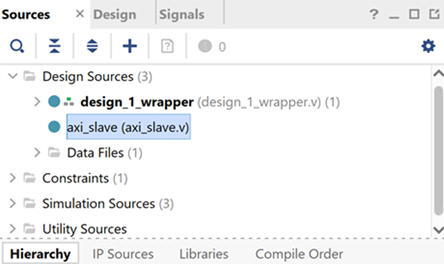 Sources × Design Signals ? _ □ ×
0
Design Sources (3)
design_1_wrapper (design_1_wrapper.v) (1)
axi_slave (axi_slave.v)
Data Files (1)
Constraints
Simulation Sources (3)
Utility Sources
Hierarchy IP Sources Libraries Compile Order